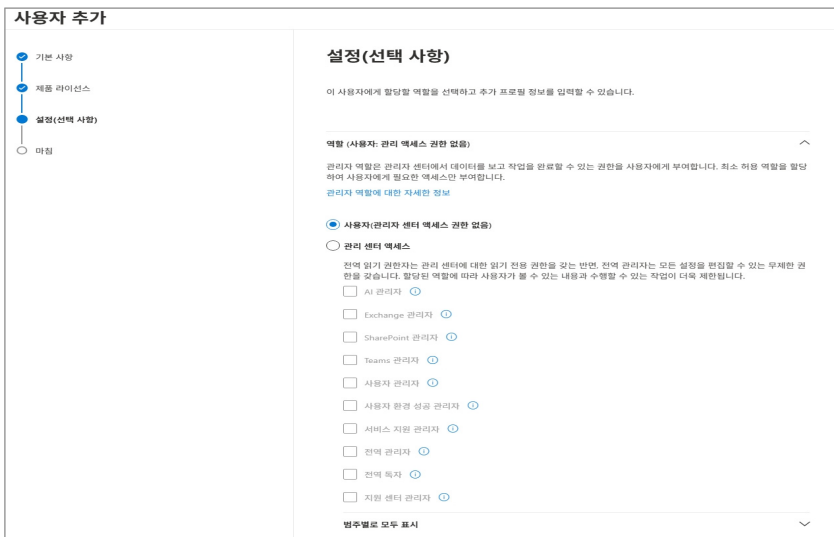 사용자 추가
기본 사항
제품 라이선스
설정(선택 사항)
마침
설정(선택 사항)
이 사용자에게 할당할 역할을 선택하고 추가 프로필 정보를 입력할 수 있습니다.
역할 (사용자: 관리 액세스 권한 없음)
관리자 역할은 관리자 센터에서 데이터를 보고 작업을 완료할 수 있는 권한을 사용자에게 부여합니다. 최소 허용 역할을 할당
하여 사용자에게 필요한 액세스만 부여합니다.
관리자 역할에 대한 자세한 정보
사용자(관리자 센터 액세스 권한 없음)
관리 센터 액세스
전역 읽기 권한자는 관리 센터에 대한 읽기 전용 권한을 갖는 반면, 전역 관리자는 모든 설정을 편집할 수 있는 무제한 권
한을 갖습니다. 할당된 역할에 따라 사용자가 볼 수 있는 내용과 수행할 수 있는 작업이 더욱 제한됩니다.
AI 관리자
Exchange 관리자
SharePoint 관리자
Teams 관리자
사용자 관리자
사용자 환경 성공 관리자
서비스 지원 관리자
전역 관리자
전역 독자
지원 센터 관리자
범주별로 모두 표시